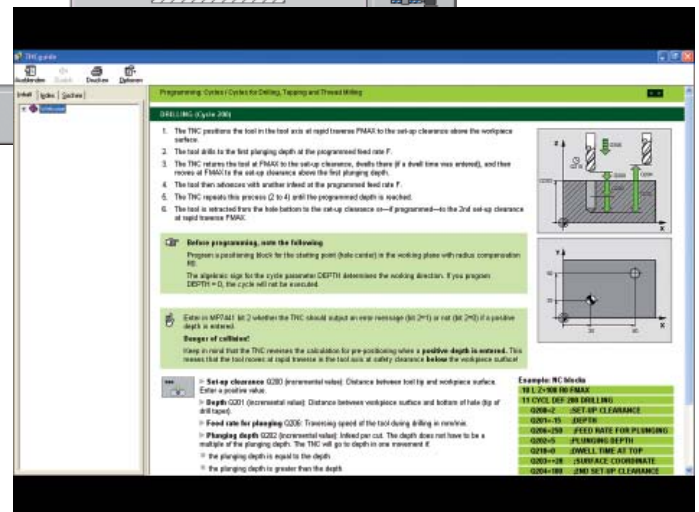 TNCguide
Ausblenden Zurück Drucken Optionen
Inhalt Index Suchen
Programming: Cycles / Cycles for Drilling, Tapping and Thread Milling
DRILLING (Cycle 200)
1. The TNC positions the tool in the tool axis at rapid traverse FMAX to the set-up clearance above the workpiece
surface.
2. The tool drills to the first plunging depth at the programmed feed rate F.
3. The TNC returns the tool at FMAX to the set-up clearance, dwells there (if a dwell time was entered), and then
moves at FMAX to the set-up clearance above the first plunging depth.
4. The tool then advances with another infeed at the programmed feed rate F.
5. The TNC repeats this process (2 to 4) until the programmed depth is reached.
6. The tool is retracted from the hole bottom to the set-up clearance or—if programmed—to the 2nd set-up clearance
at rapid traverse FMAX.
Before programming, note the following
Program a positioning block for the starting point (hole center) in the working plane with radius compensation
R0.
The algebraic sign for the cycle parameter DEPTH determines the working direction. If you program
DEPTH = 0, the cycle will not be executed.
Enter in MP7441 bit 2 whether the TNC should output an error message (bit 2=1) or not (bit 2=0) if a positive
depth is entered.
Danger of collision!
Keep in mind that the TNC reverses the calculation for pre-positioning when a positive depth is entered. This
means that the tool moves at rapid traverse in the tool axis at safety clearance below the workpiece surface!
Set-up clearance Q200 (incremental value): Distance between tool tip and workpiece surface.
Enter a positive value.
Depth Q201 (incremental value): Distance between workpiece surface and bottom of hole (tip of
drill taper).
Feed rate for plunging Q206: Traversing speed of the tool during drilling in mm/min.
Plunging depth Q202 (incremental value): Infeed per cut. The depth does not have to be a
multiple of the plunging depth. The TNC will go to depth in one movement if:
the plunging depth is equal to the depth
the plunging depth is greater than the depth
Z
X
Y
X
Example: NC blocks
10 L Z+100 R0 FMAX
11 CYCL DEF 200 DRILLING
Q200=2 ;SET-UP CLEARANCE
Q201=-15 ;DEPTH
Q206=250 ;FEED RATE FOR PLUNGING
Q202=5 ;PLUNGING DEPTH
Q210=0 ;DWELL TIME AT TOP
Q203=+20 ;SURFACE COORDINATE
Q204=100 ;2ND SET-UP CLEARANCE